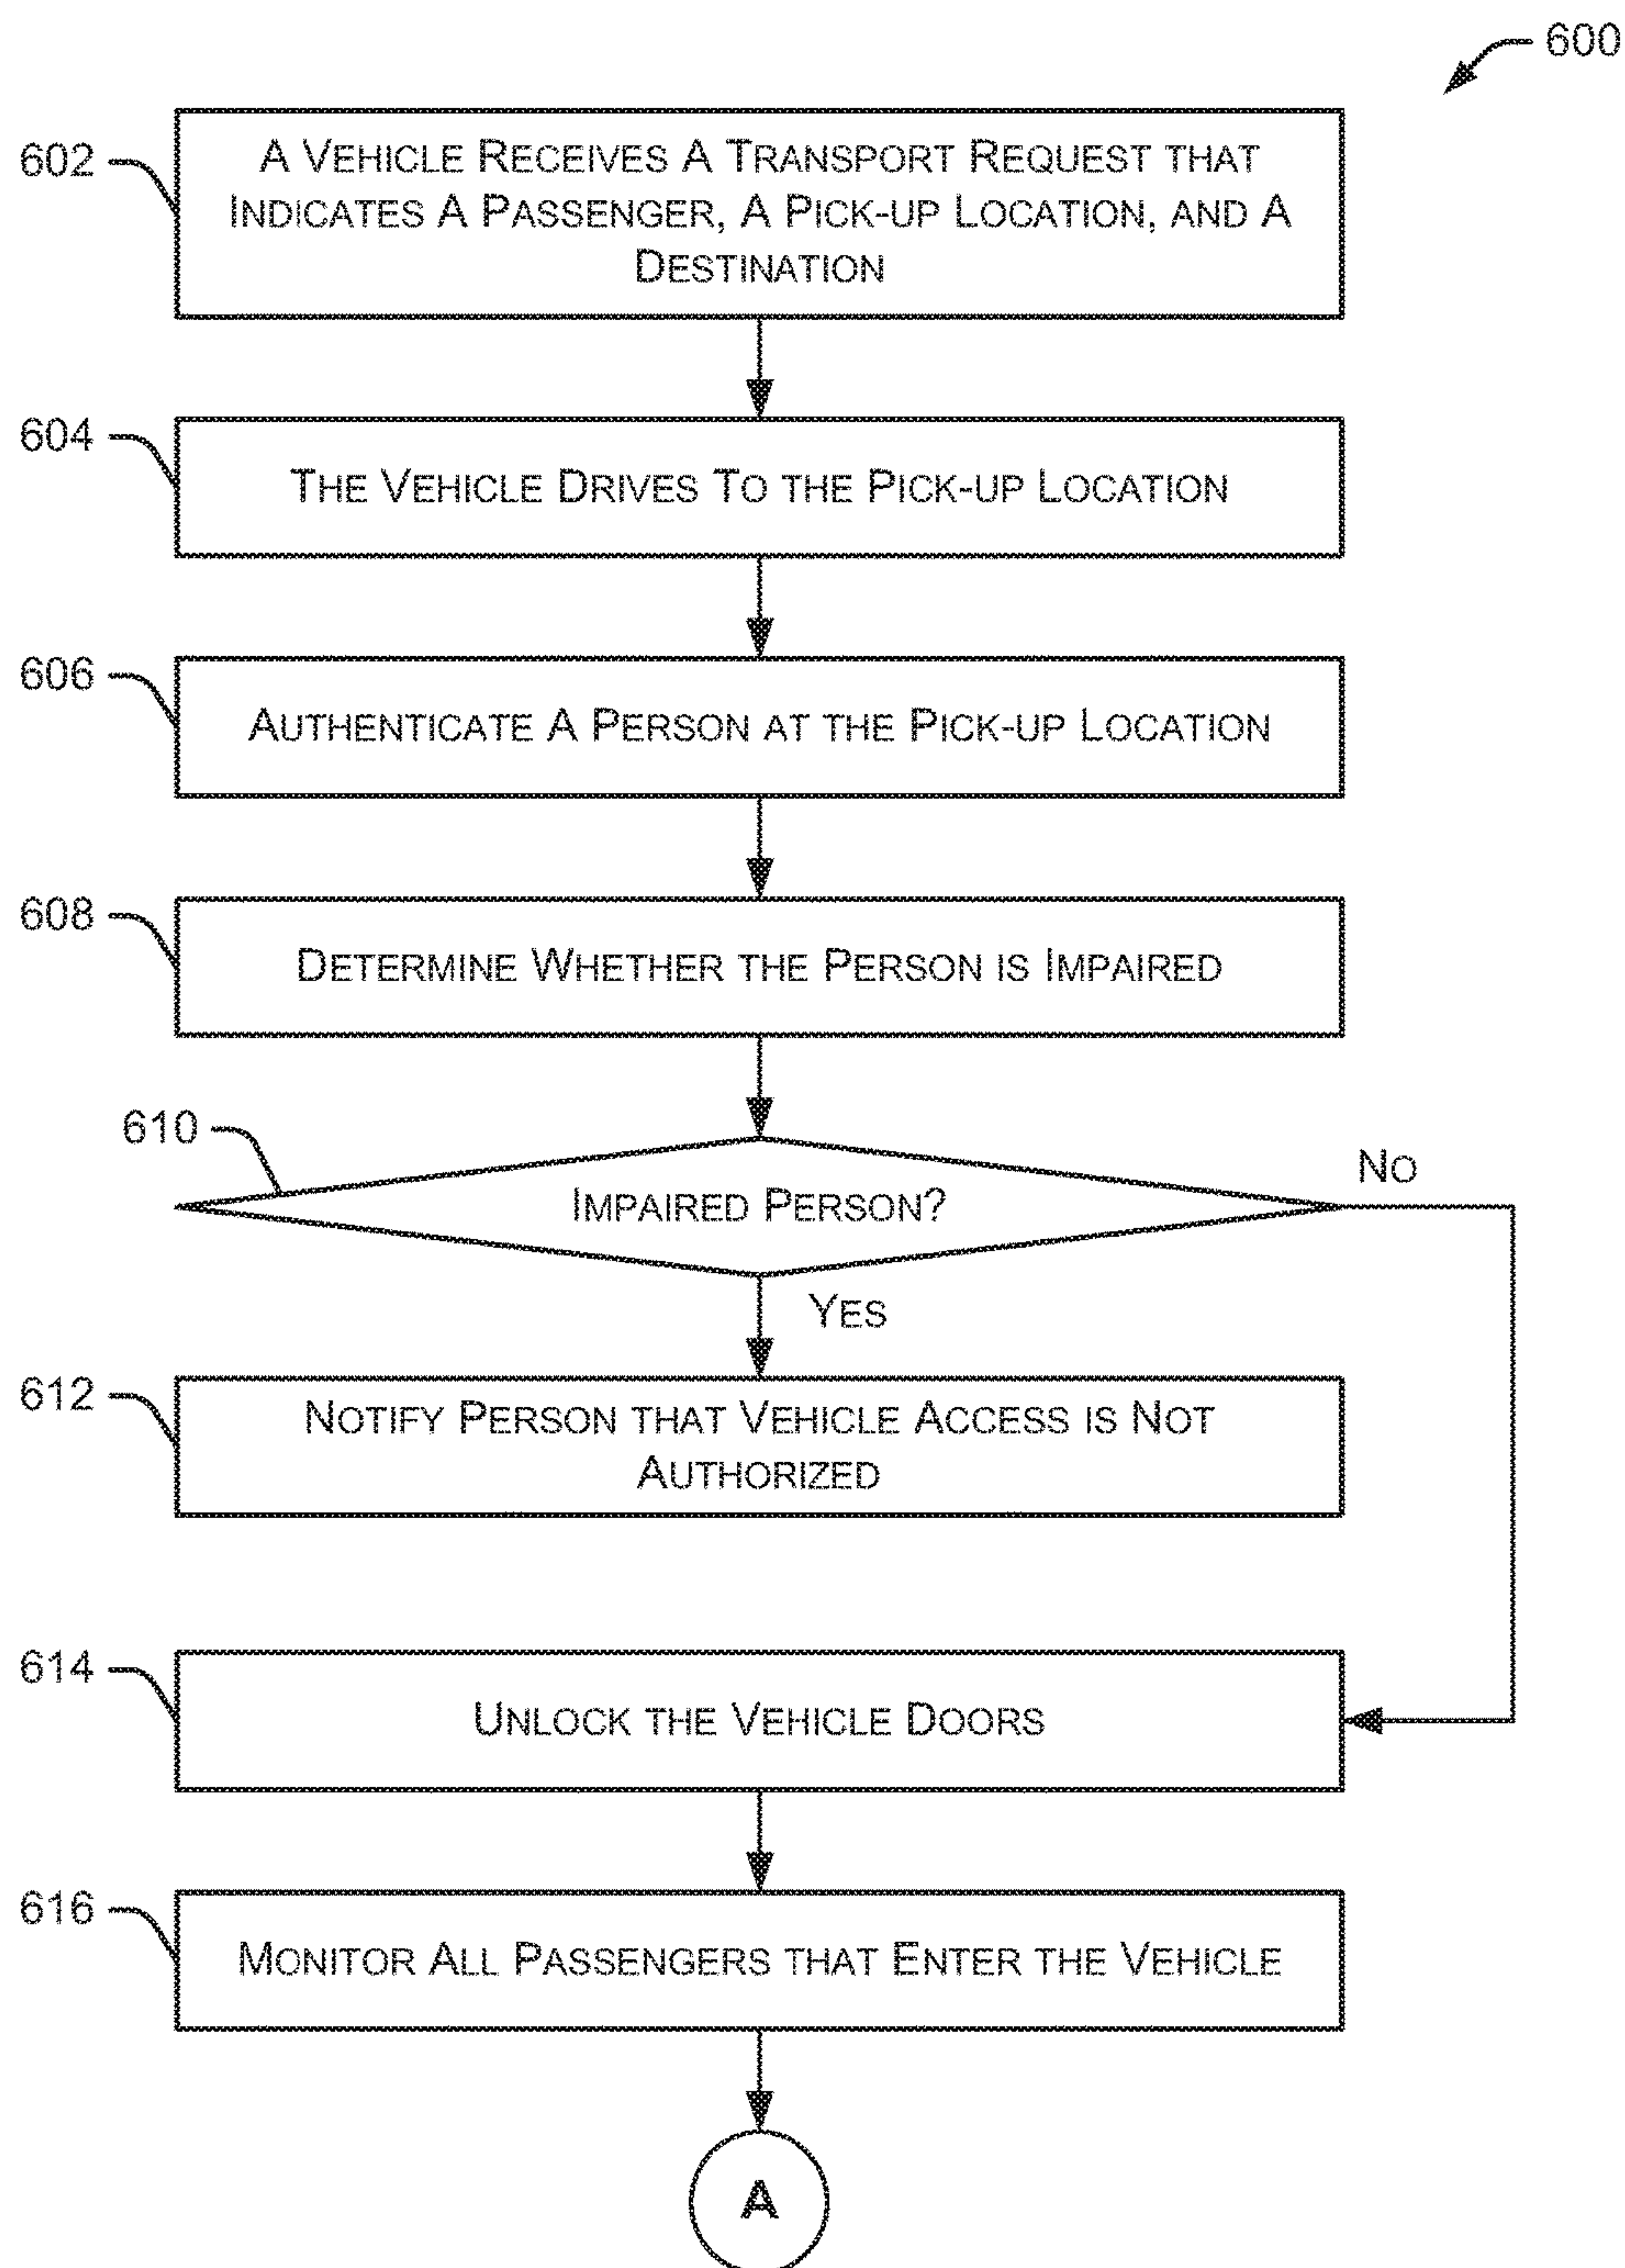 600
602
A VEHICLE RECEIVES A TRANSPORT REQUEST THAT
INDICATES A PASSENGER, A PICK-UP LOCATION, AND A
DESTINATION
604
THE VEHICLE DRIVES TO THE PICK-UP LOCATION
606
AUTHENTICATE A PERSON AT THE PICK-UP LOCATION
608
DETERMINE WHETHER THE PERSON IS IMPAIRED
610
NO
IMPAIRED PERSON?
YES
612
NOTIFY PERSON THAT VEHICLE ACCESS IS NOT
AUTHORIZED
614
UNLOCK THE VEHICLE DOORS
616
MONITOR ALL PASSENGERS THAT ENTER THE VEHICLE
A